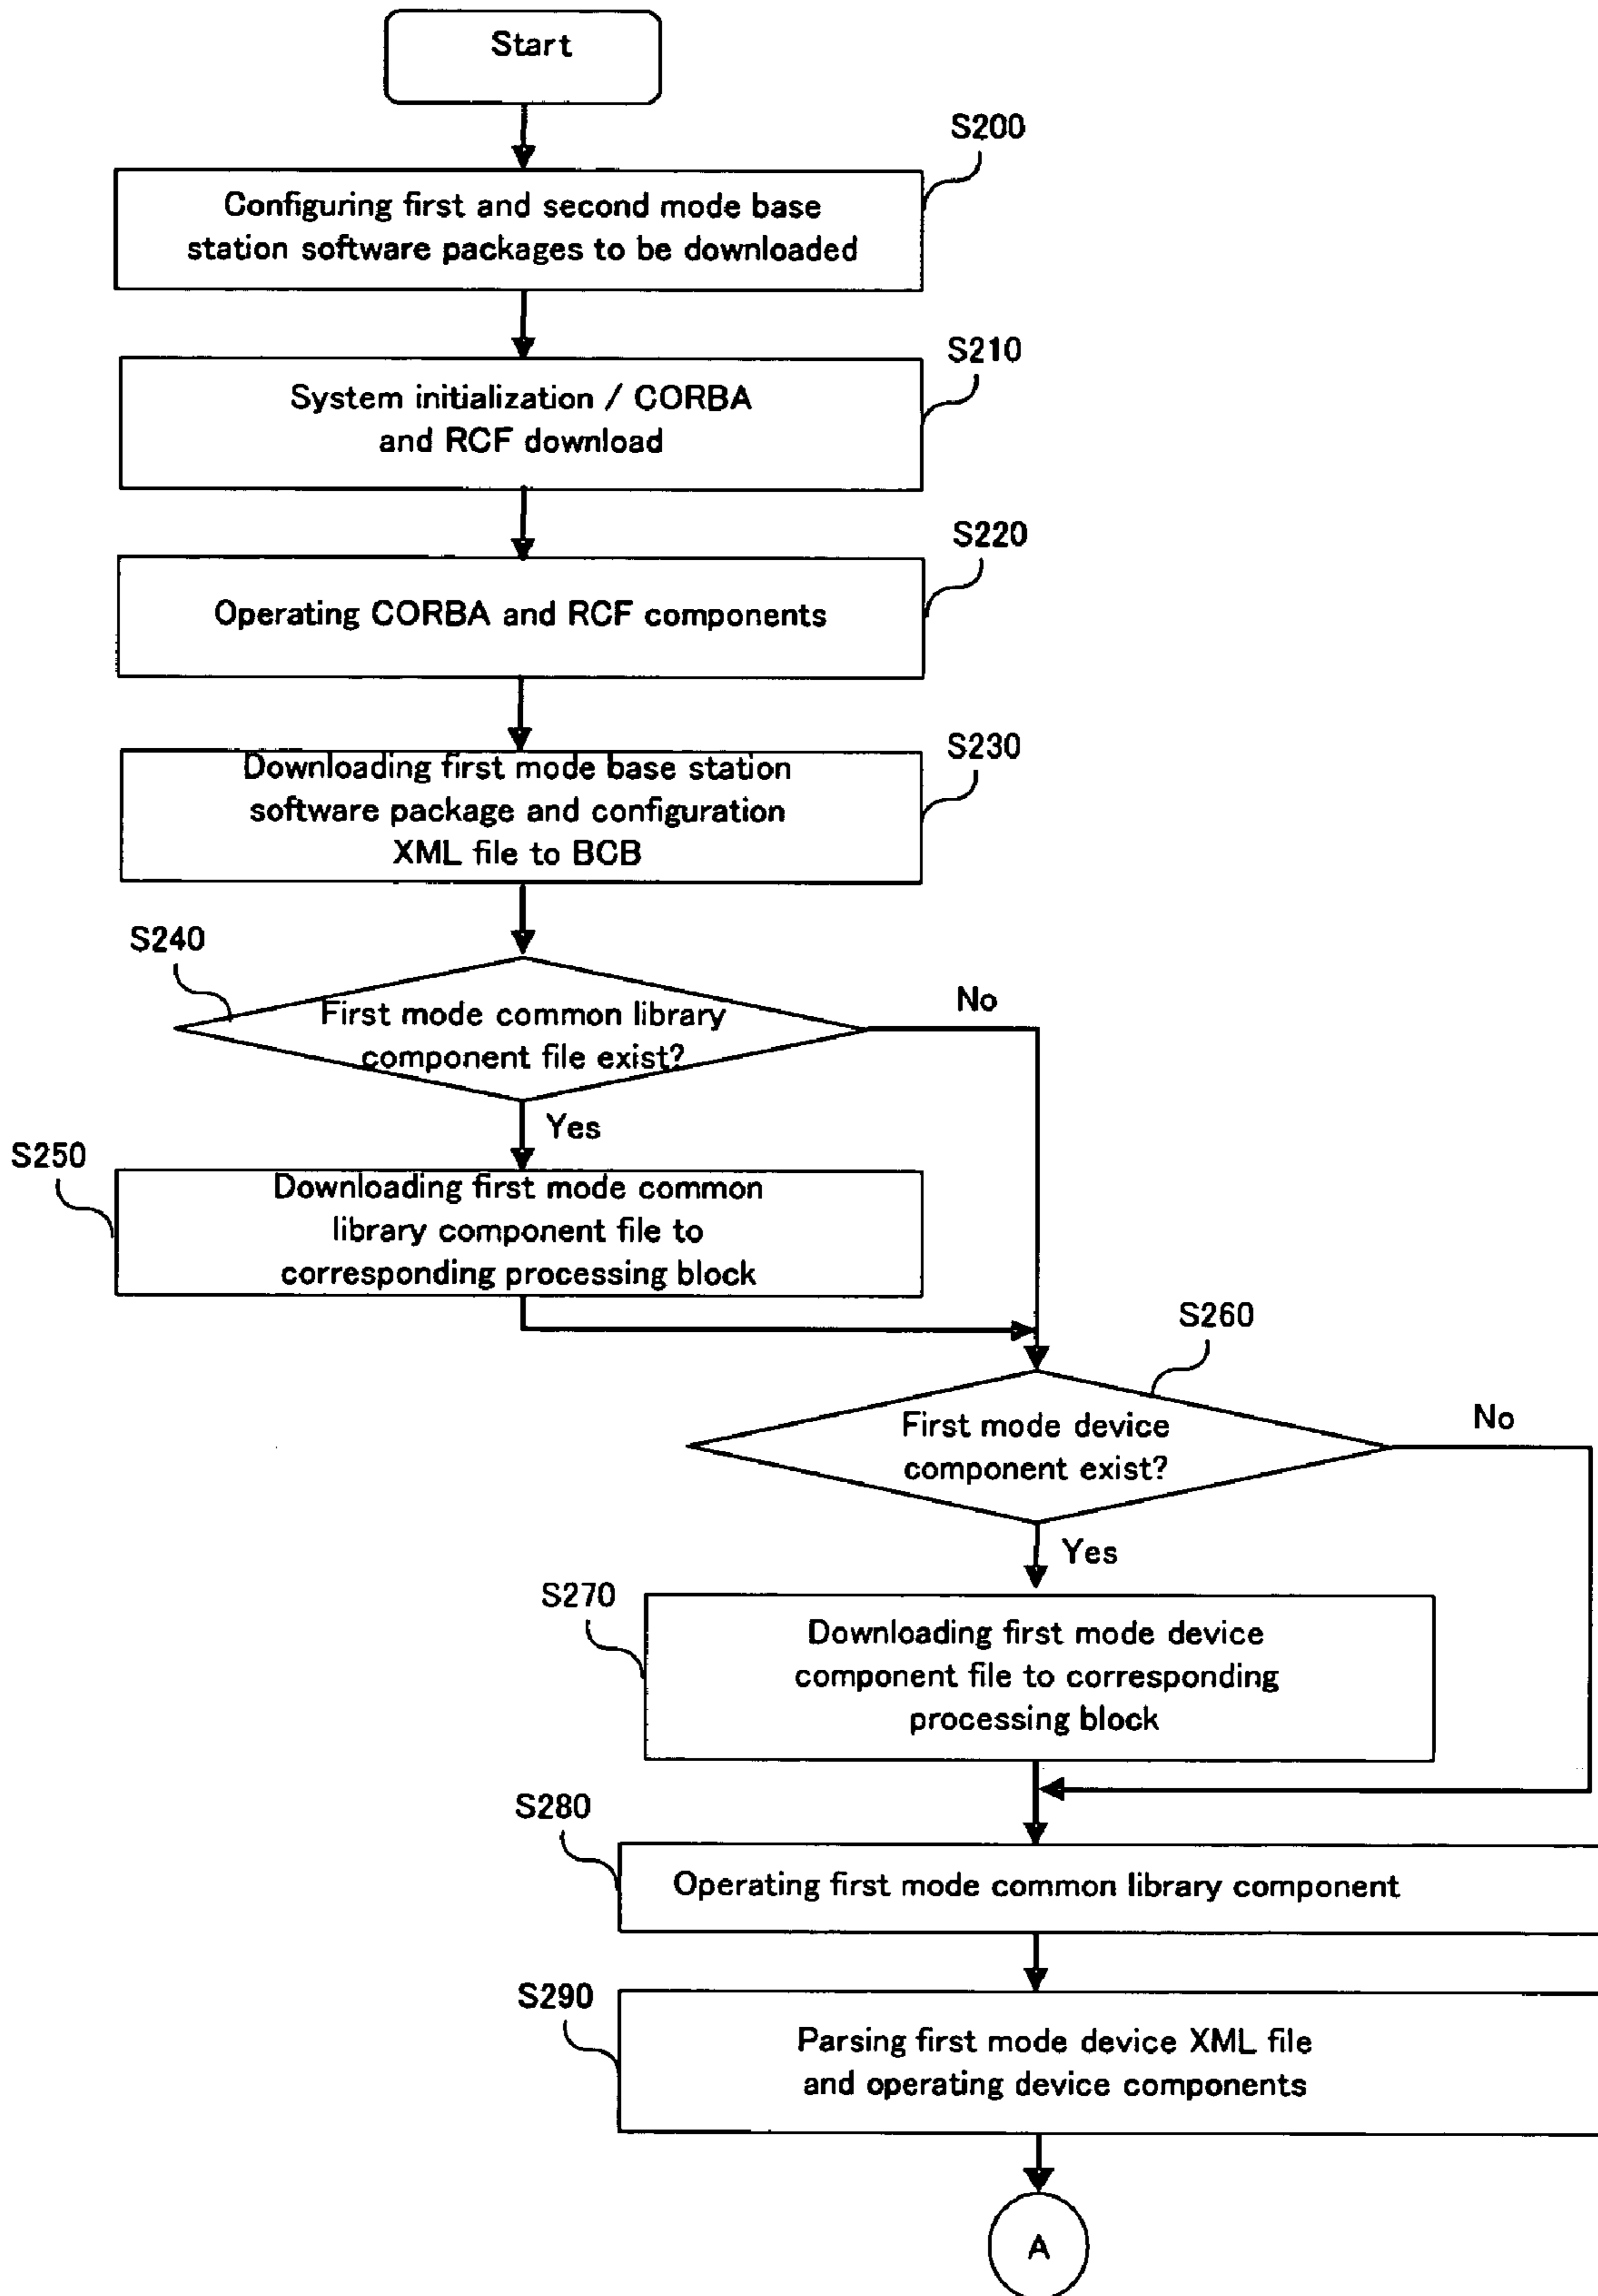 Start
S200
Configuring first and second mode base
station software packages to be downloaded
S210
System initialization / CORBA
and RCF download
S220
Operating CORBA and RCF components
S230
Downloading first mode base station
software package and configuration
XML file to BCB
S240
First mode common library
component file exist?
No
Yes
S250
Downloading first mode common
library component file to
corresponding processing block
S260
First mode device
component exist?
No
Yes
S270
Downloading first mode device
component file to corresponding
processing block
S280
Operating first mode common library component
S290
Parsing first mode device XML file
and operating device components
A